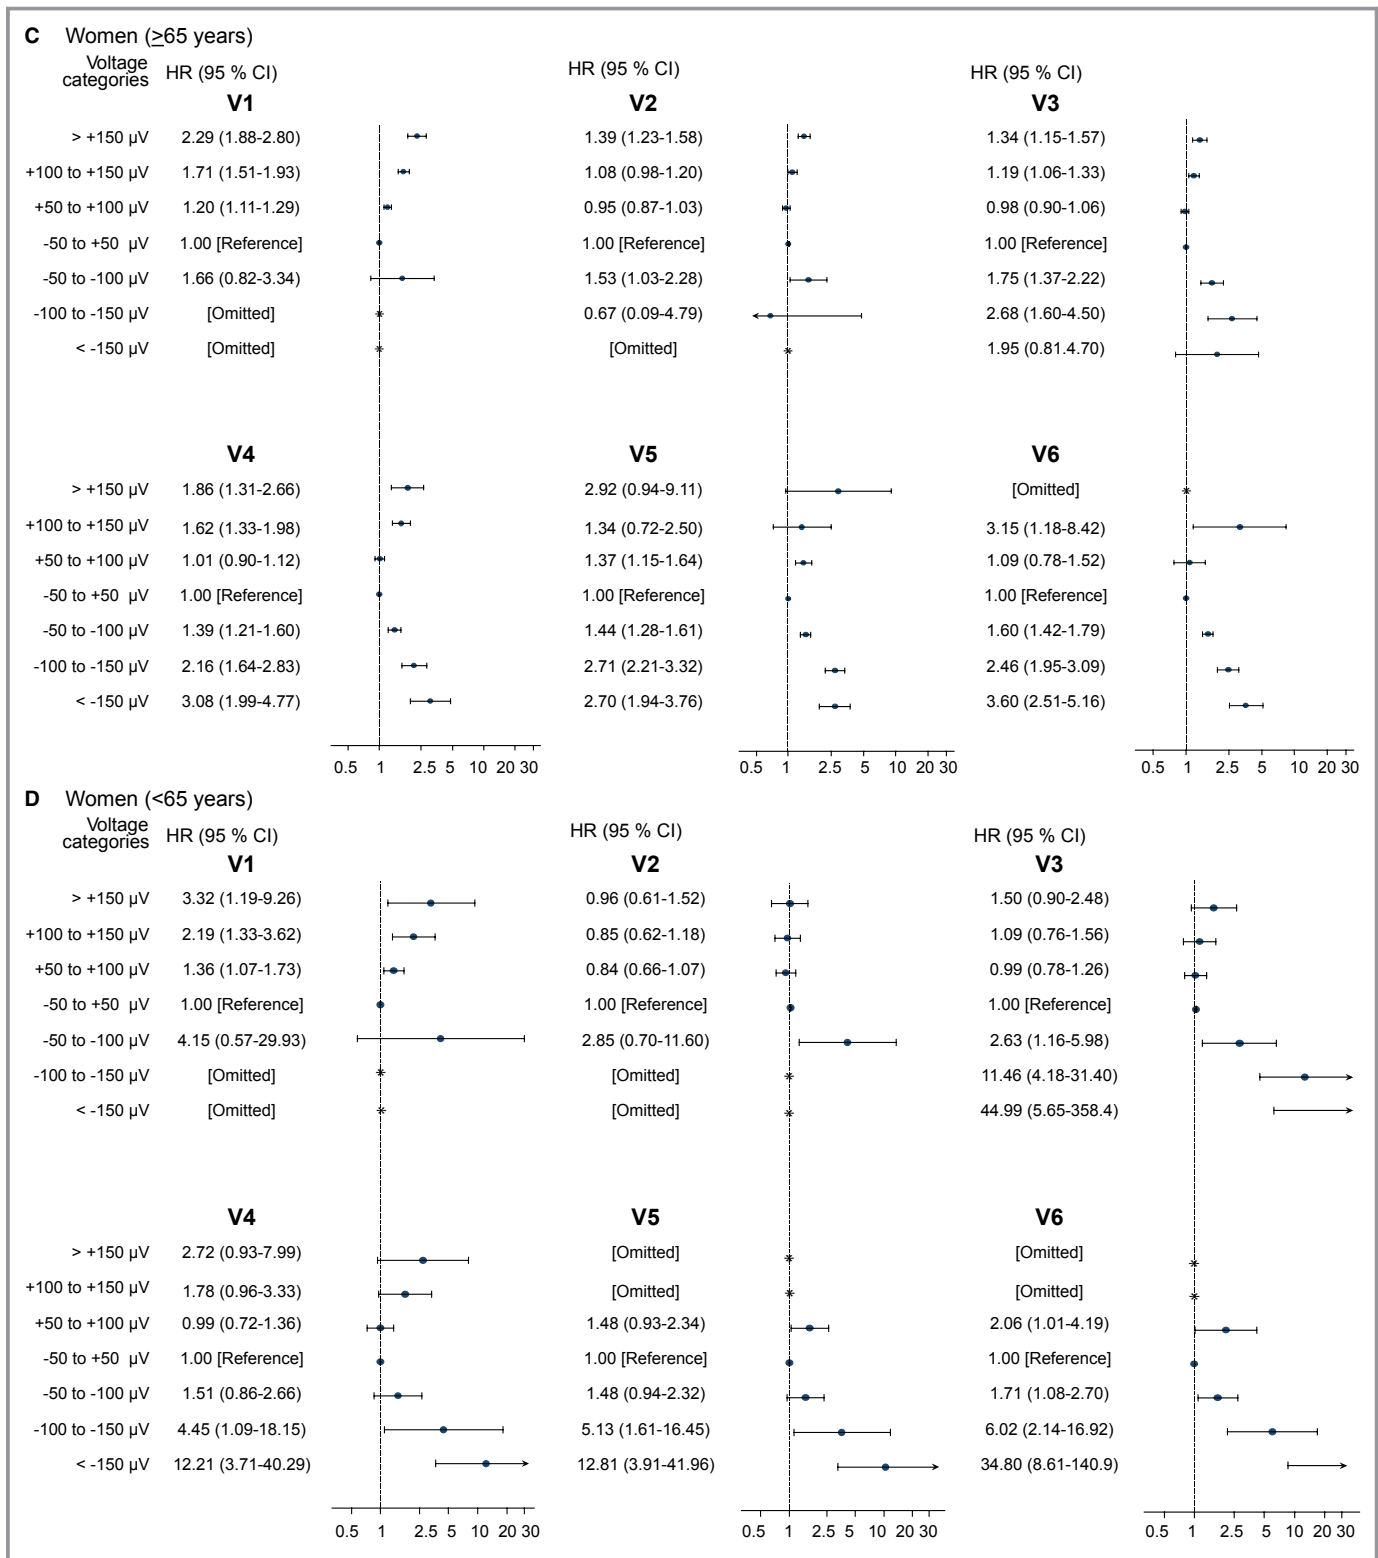 C Women (≥65 years)
Voltage categories HR (95 % CI) HR (95 % CI) HR (95 % CI)
V1 V2 V3
> +150 µV 2.29 (1.88-2.80) 1.39 (1.23-1.58) 1.34 (1.15-1.57)
+100 to +150 µV 1.71 (1.51-1.93) 1.08 (0.98-1.20) 1.19 (1.06-1.33)
+50 to +100 µV 1.20 (1.11-1.29) 0.95 (0.87-1.03) 0.98 (0.90-1.06)
-50 to +50 µV 1.00 [Reference] 1.00 [Reference] 1.00 [Reference]
-50 to -100 µV 1.66 (0.82-3.34) 1.53 (1.03-2.28) 1.75 (1.37-2.22)
-100 to -150 µV [Omitted] 0.67 (0.09-4.79) 2.68 (1.60-4.50)
< -150 µV [Omitted] [Omitted] 1.95 (0.81.4.70)
V4 V5 V6
> +150 µV 1.86 (1.31-2.66) 2.92 (0.94-9.11) [Omitted]
+100 to +150 µV 1.62 (1.33-1.98) 1.34 (0.72-2.50) 3.15 (1.18-8.42)
+50 to +100 µV 1.01 (0.90-1.12) 1.37 (1.15-1.64) 1.09 (0.78-1.52)
-50 to +50 µV 1.00 [Reference] 1.00 [Reference] 1.00 [Reference]
-50 to -100 µV 1.39 (1.21-1.60) 1.44 (1.28-1.61) 1.60 (1.42-1.79)
-100 to -150 µV 2.16 (1.64-2.83) 2.71 (2.21-3.32) 2.46 (1.95-3.09)
< -150 µV 3.08 (1.99-4.77) 2.70 (1.94-3.76) 3.60 (2.51-5.16)
0.5 1 2.5 5 10 20 30 0.5 1 2.5 5 10 20 30 0.5 1 2.5 5 10 20 30
D Women (<65 years)
Voltage categories HR (95 % CI) HR (95 % CI) HR (95 % CI)
V1 V2 V3
> +150 µV 3.32 (1.19-9.26) 0.96 (0.61-1.52) 1.50 (0.90-2.48)
+100 to +150 µV 2.19 (1.33-3.62) 0.85 (0.62-1.18) 1.09 (0.76-1.56)
+50 to +100 µV 1.36 (1.07-1.73) 0.84 (0.66-1.07) 0.99 (0.78-1.26)
-50 to +50 µV 1.00 [Reference] 1.00 [Reference] 1.00 [Reference]
-50 to -100 µV 4.15 (0.57-29.93) 2.85 (0.70-11.60) 2.63 (1.16-5.98)
-100 to -150 µV [Omitted] [Omitted] 11.46 (4.18-31.40)
< -150 µV [Omitted] [Omitted] 44.99 (5.65-358.4)
V4 V5 V6
> +150 µV 2.72 (0.93-7.99) [Omitted] [Omitted]
+100 to +150 µV 1.78 (0.96-3.33) [Omitted] [Omitted]
+50 to +100 µV 0.99 (0.72-1.36) 1.48 (0.93-2.34) 2.06 (1.01-4.19)
-50 to +50 µV 1.00 [Reference] 1.00 [Reference] 1.00 [Reference]
-50 to -100 µV 1.51 (0.86-2.66) 1.48 (0.94-2.32) 1.71 (1.08-2.70)
-100 to -150 µV 4.45 (1.09-18.15) 5.13 (1.61-16.45) 6.02 (2.14-16.92)
< -150 µV 12.21 (3.71-40.29) 12.81 (3.91-41.96) 34.80 (8.61-140.9)
0.5 1 2.5 5 10 20 30 0.5 1 2.5 5 10 20 30 0.5 1 2.5 5 10 20 30